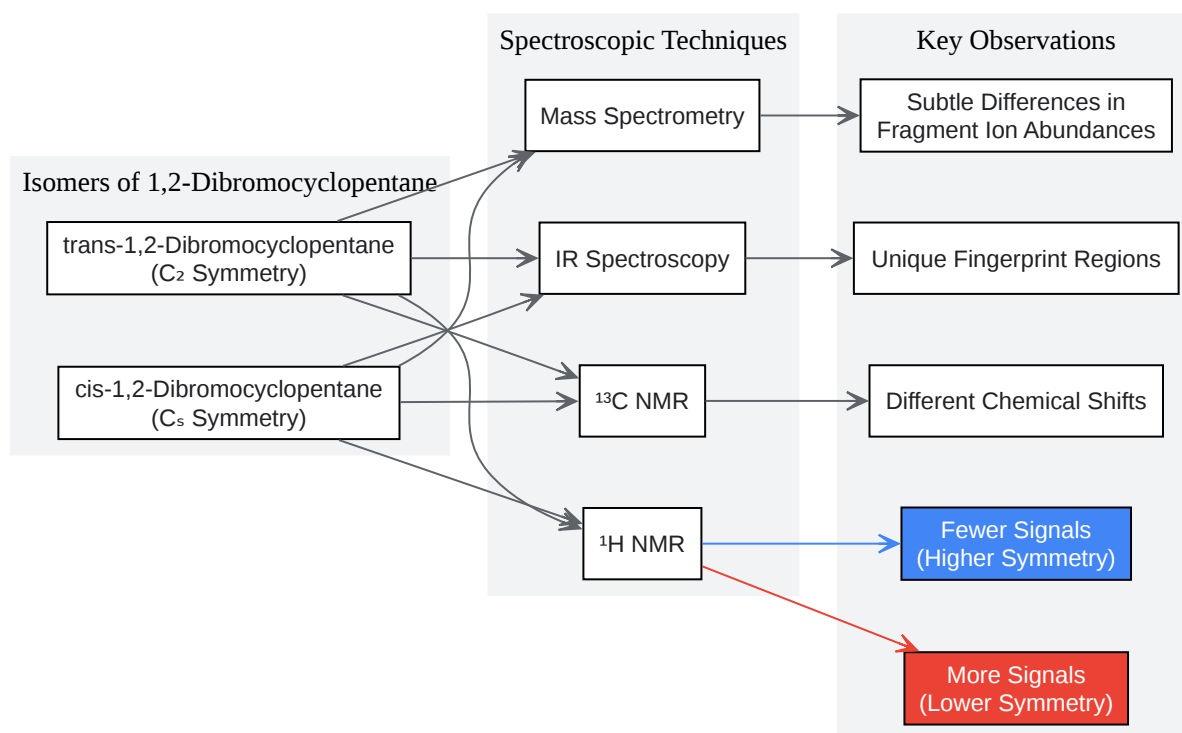 Isomers of 1,2-Dibromocyclopentane
trans-1,2-Dibromocyclopentane
(C₂ Symmetry)
cis-1,2-Dibromocyclopentane
(Cₛ Symmetry)
Spectroscopic Techniques
Mass Spectrometry
IR Spectroscopy
¹³C NMR
¹H NMR
Key Observations
Subtle Differences in
Fragment Ion Abundances
Unique Fingerprint Regions
Different Chemical Shifts
Fewer Signals
(Higher Symmetry)
More Signals
(Lower Symmetry)